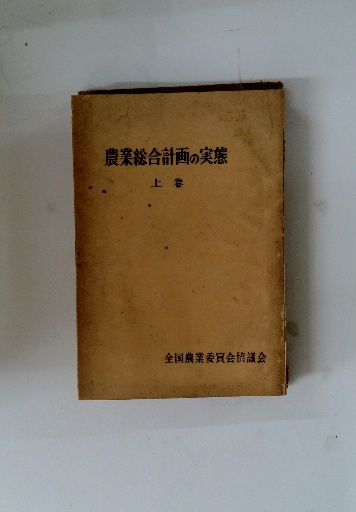 農業総合計画の実態
上巻
全国農業委員会協議会